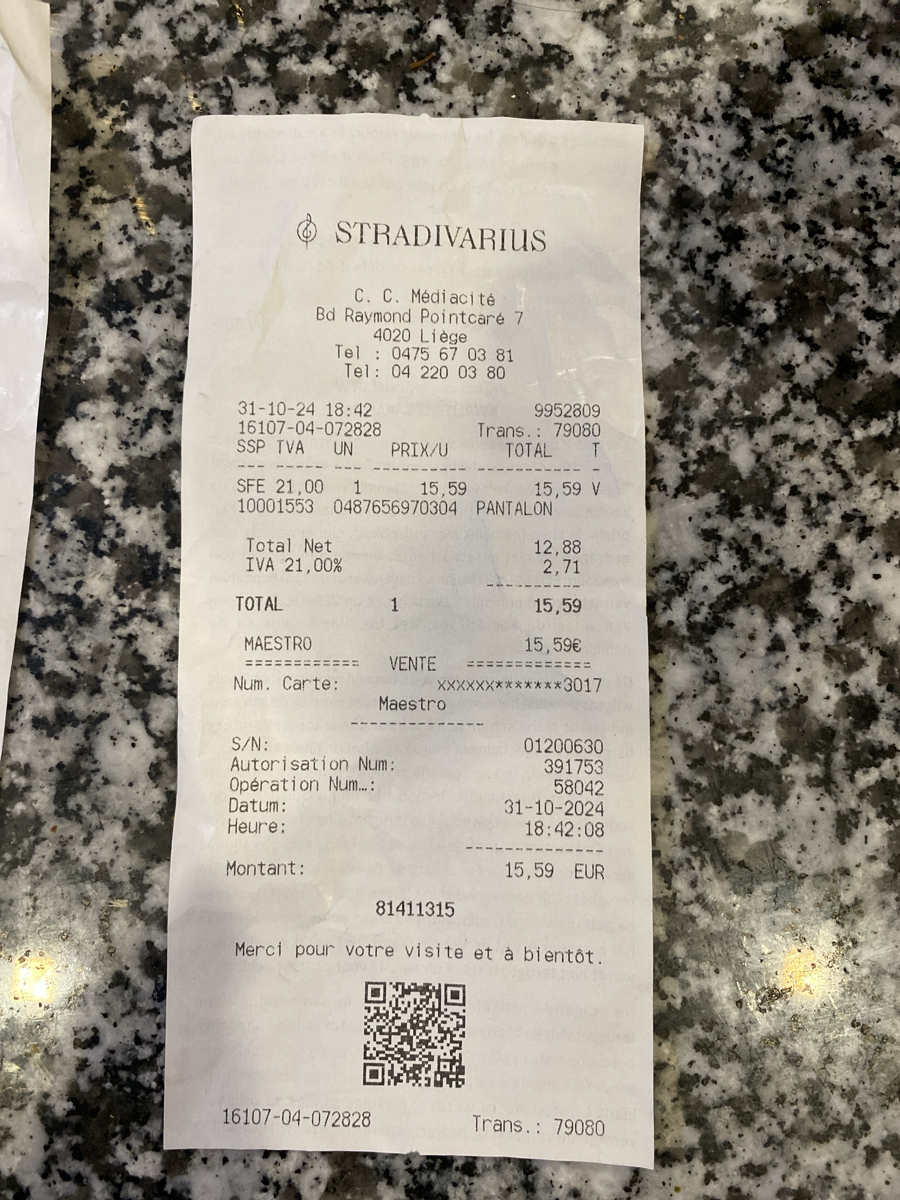 STRADIVARIUS
C. C. Médiacité
Bd Raymond Pointcaré 7
4020 Liège
Tel : 0475 67 03 81
Tel: 04 220 03 80
31-10-24 18:42 9952809
16107-04-072828 Trans.: 79080
SSP TVA UN PRIX/U TOTAL T
--- --- --- ---------- ----------- -
SFE 21,00 1 15,59 15,59 V
10001553 0487656970304 PANTALON
Total Net 12,88
IVA 21,00% 2,71
----------
TOTAL 1 15,59
MAESTRO 15,59€
============ VENTE =============
Num. Carte: xxxxxx*******3017
Maestro
--------------
S/N: 01200630
Autorisation Num: 391753
Opération Num…: 58042
Datum: 31-10-2024
Heure: 18:42:08
--------------
Montant: 15,59 EUR
81411315
Merci pour votre visite et à bientôt.
16107-04-072828 Trans.: 79080